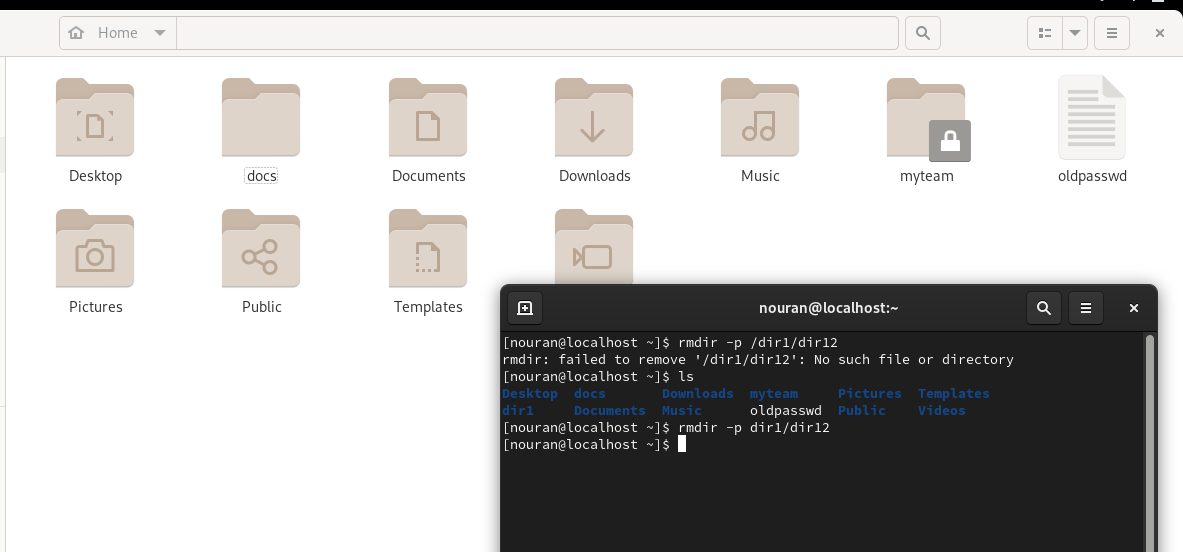 Home
Desktop docs Documents Downloads Music myteam oldpasswd
Pictures Public Templates
nouran@localhost:~
[nouran@localhost ~]$ rmdir -p /dir1/dir12
rmdir: failed to remove '/dir1/dir12': No such file or directory
[nouran@localhost ~]$ ls
Desktop docs Downloads myteam Pictures Templates
dir1 Documents Music oldpasswd Public Videos
[nouran@localhost ~]$ rmdir -p dir1/dir12
[nouran@localhost ~]$